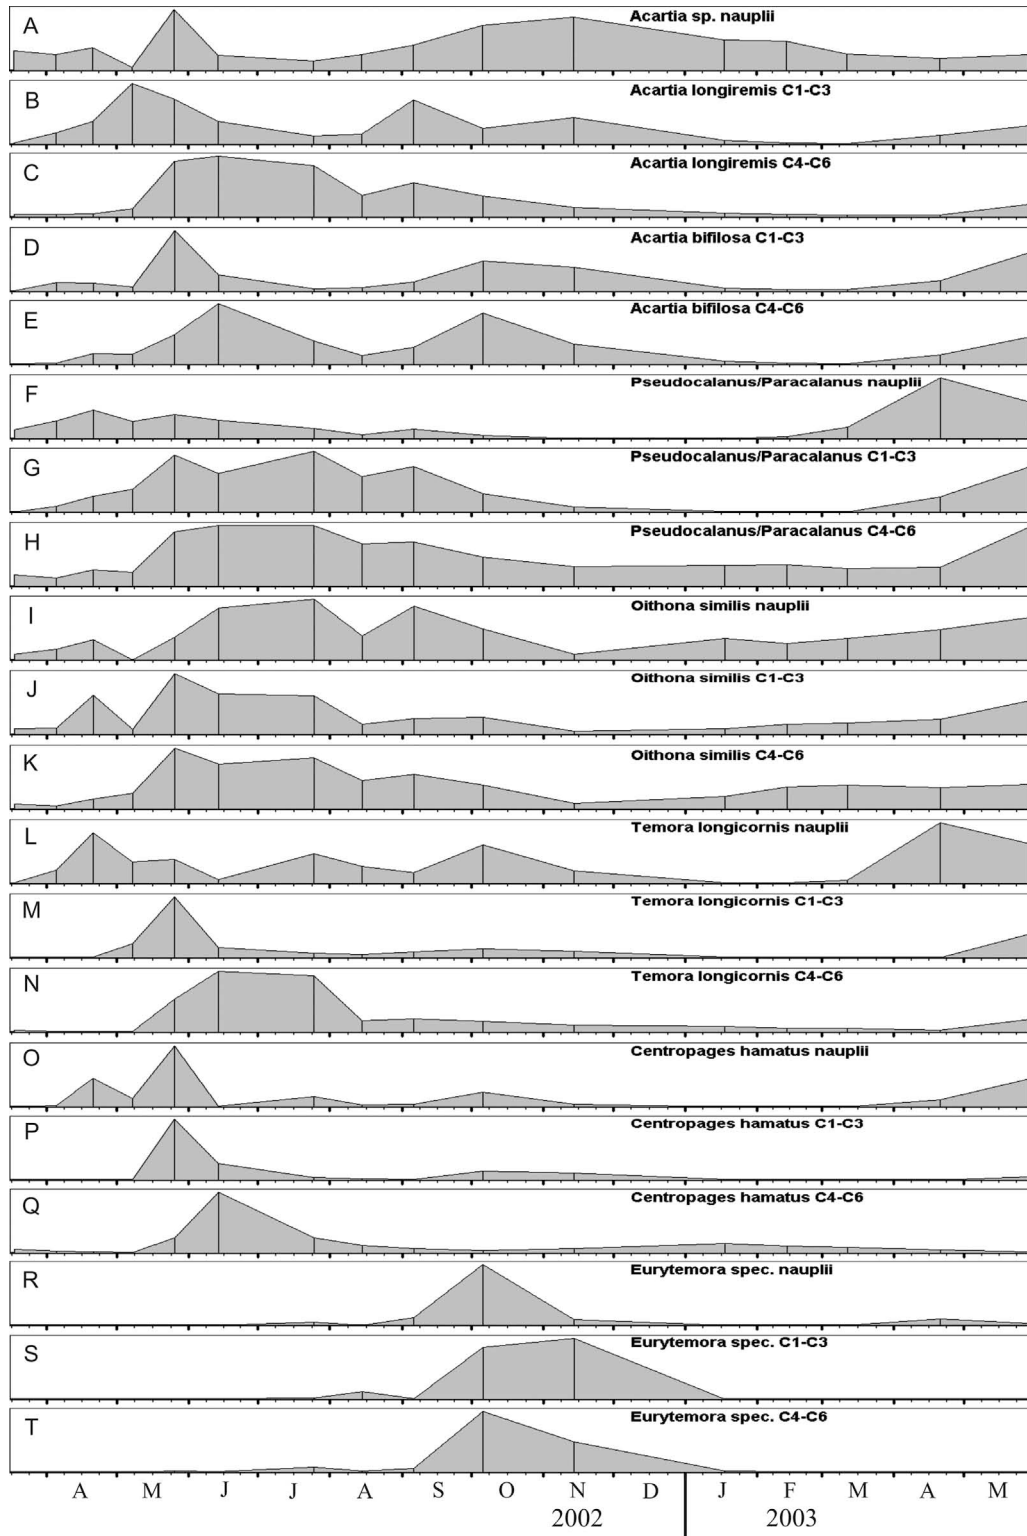 A Acartia sp. nauplii
B Acartia longiremis C1-C3
C Acartia longiremis C4-C6
D Acartia bifilosa C1-C3
E Acartia bifilosa C4-C6
F Pseudocalanus/Paracalanus nauplii
G Pseudocalanus/Paracalanus C1-C3
H Pseudocalanus/Paracalanus C4-C6
I Oithona similis nauplii
J Oithona similis C1-C3
K Oithona similis C4-C6
L Temora longicornis nauplii
M Temora longicornis C1-C3
N Temora longicornis C4-C6
O Centropages hamatus nauplii
P Centropages hamatus C1-C3
Q Centropages hamatus C4-C6
R Eurytemora spec. nauplii
S Eurytemora spec. C1-C3
T Eurytemora spec. C4-C6
A M J J A S O N D J F M A M
2002 2003